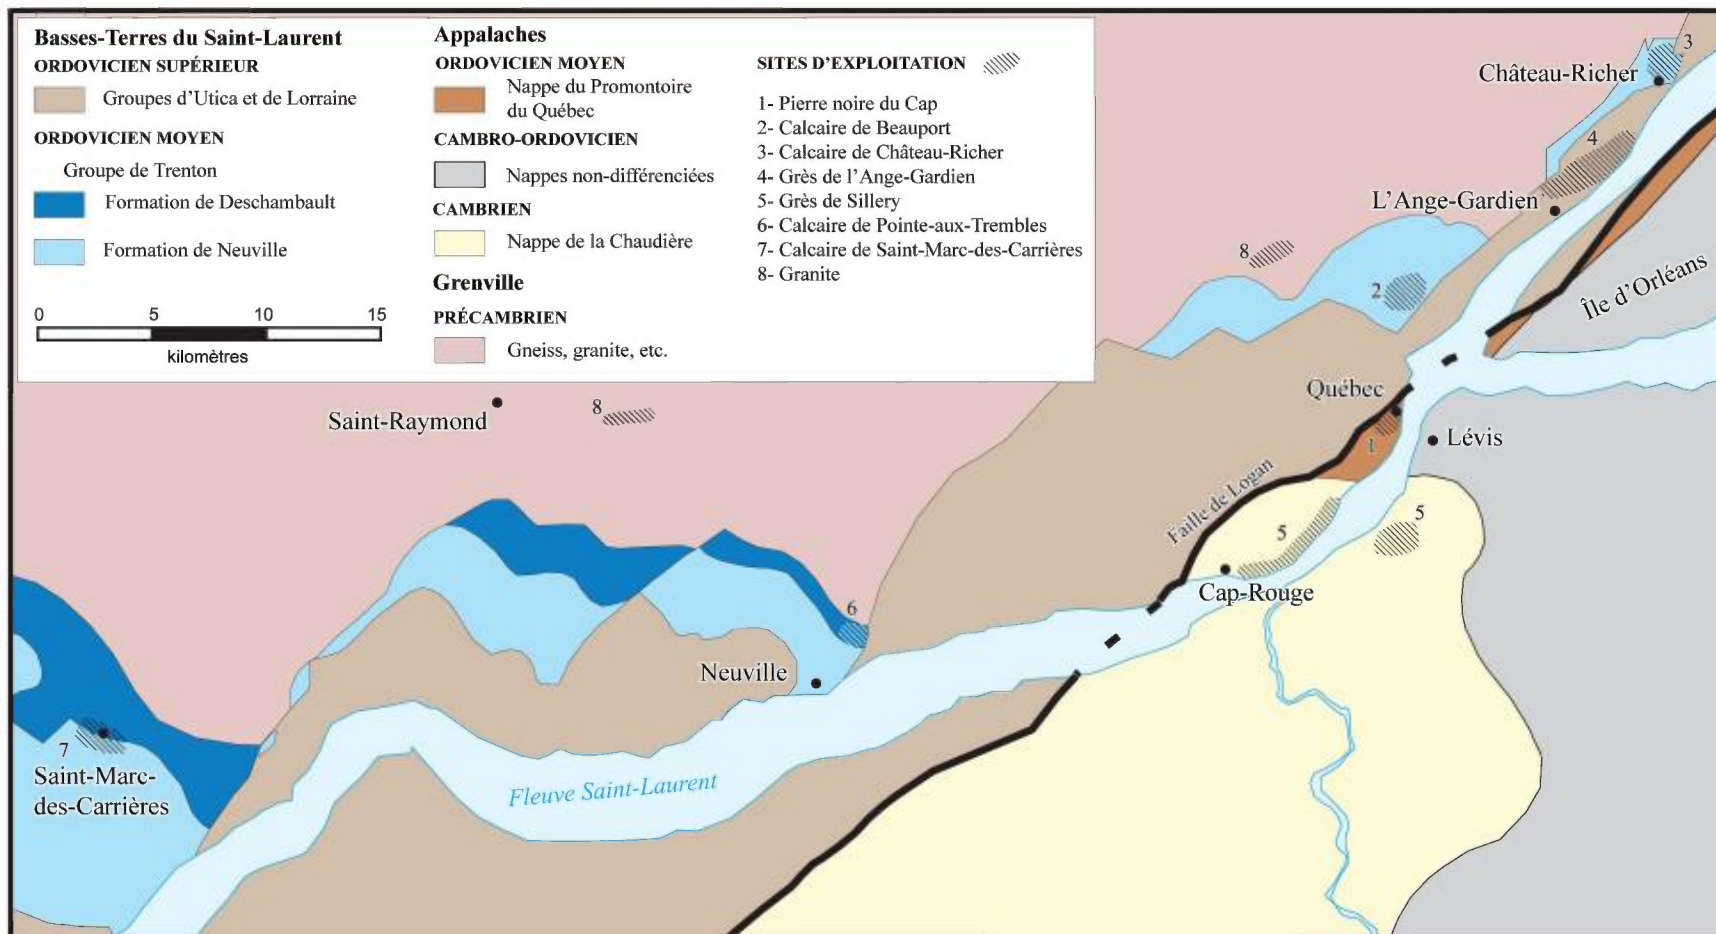 Basses-Terres du Saint-Laurent
ORDOVICIEN SUPÉRIEUR
Groupes d'Utica et de Lorraine
ORDOVICIEN MOYEN
Groupe de Trenton
Formation de Deschambault
Formation de Neuville
0 5 10 15
kilomètres
Appalaches
ORDOVICIEN MOYEN
Nappe du Promontoire
du Québec
CAMBRO-ORDOVICIEN
Nappes non-différenciées
CAMBRIEN
Nappe de la Chaudière
Grenville
PRÉCAMBRIEN
Gneiss, granite, etc.
SITES D'EXPLOITATION
1- Pierre noire du Cap
2- Calcaire de Beauport
3- Calcaire de Château-Richer
4- Grès de l'Ange-Gardien
5- Grès de Sillery
6- Calcaire de Pointe-aux-Trembles
7- Calcaire de Saint-Marc-des-Carrières
8- Granite
3
Château-Richer
4
L'Ange-Gardien
8
2
Île d'Orléans
Québec
Saint-Raymond
8
1
Lévis
Faille de Logan
5
5
Cap-Rouge
6
Neuville
7
Saint-Marc-
des-Carrières
Fleuve Saint-Laurent